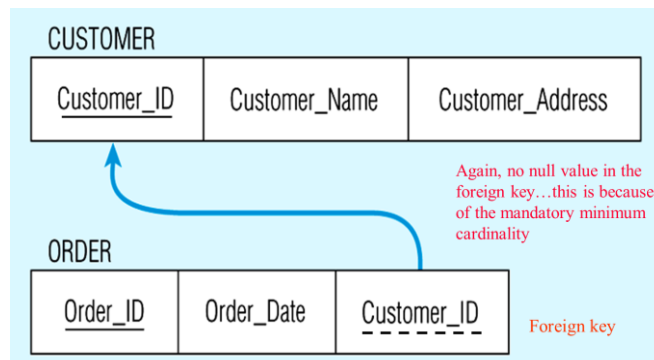 CUSTOMER
Customer_ID Customer_Name Customer_Address
Again, no null value in the
foreign key…this is because
of the mandatory minimum
cardinality
ORDER
Order_ID Order_Date Customer_ID
Foreign key